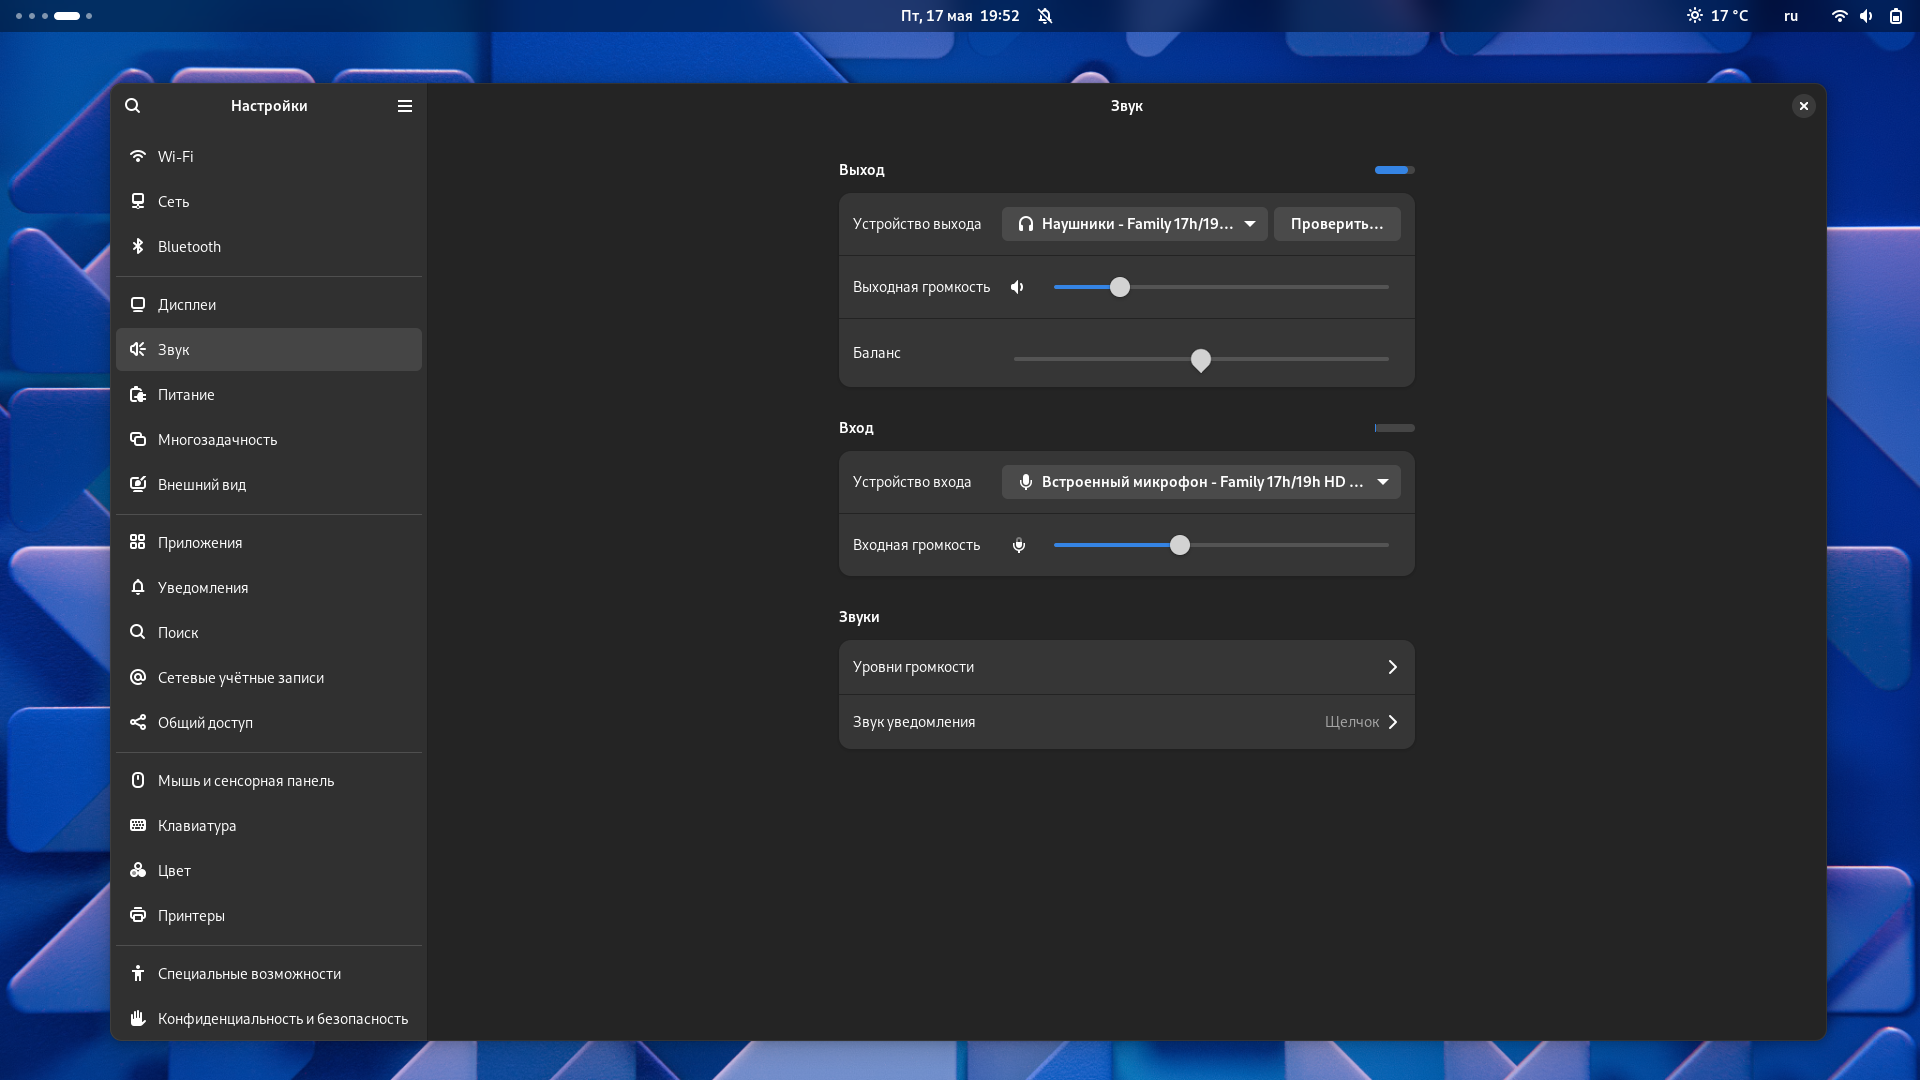 Пт, 17 мая 19:52
17 °C
ru
Настройки
Wi-Fi
Сеть
Bluetooth
Дисплеи
Звук
Питание
Многозадачность
Внешний вид
Приложения
Уведомления
Поиск
Сетевые учётные записи
Общий доступ
Мышь и сенсорная панель
Клавиатура
Цвет
Принтеры
Специальные возможности
Конфиденциальность и безопасность
Звук
Выход
Устройство выхода
Наушники - Family 17h/19…
Проверить…
Выходная громкость
Баланс
Вход
Устройство входа
Встроенный микрофон - Family 17h/19h HD …
Входная громкость
Звуки
Уровни громкости
Звук уведомления
Щелчок